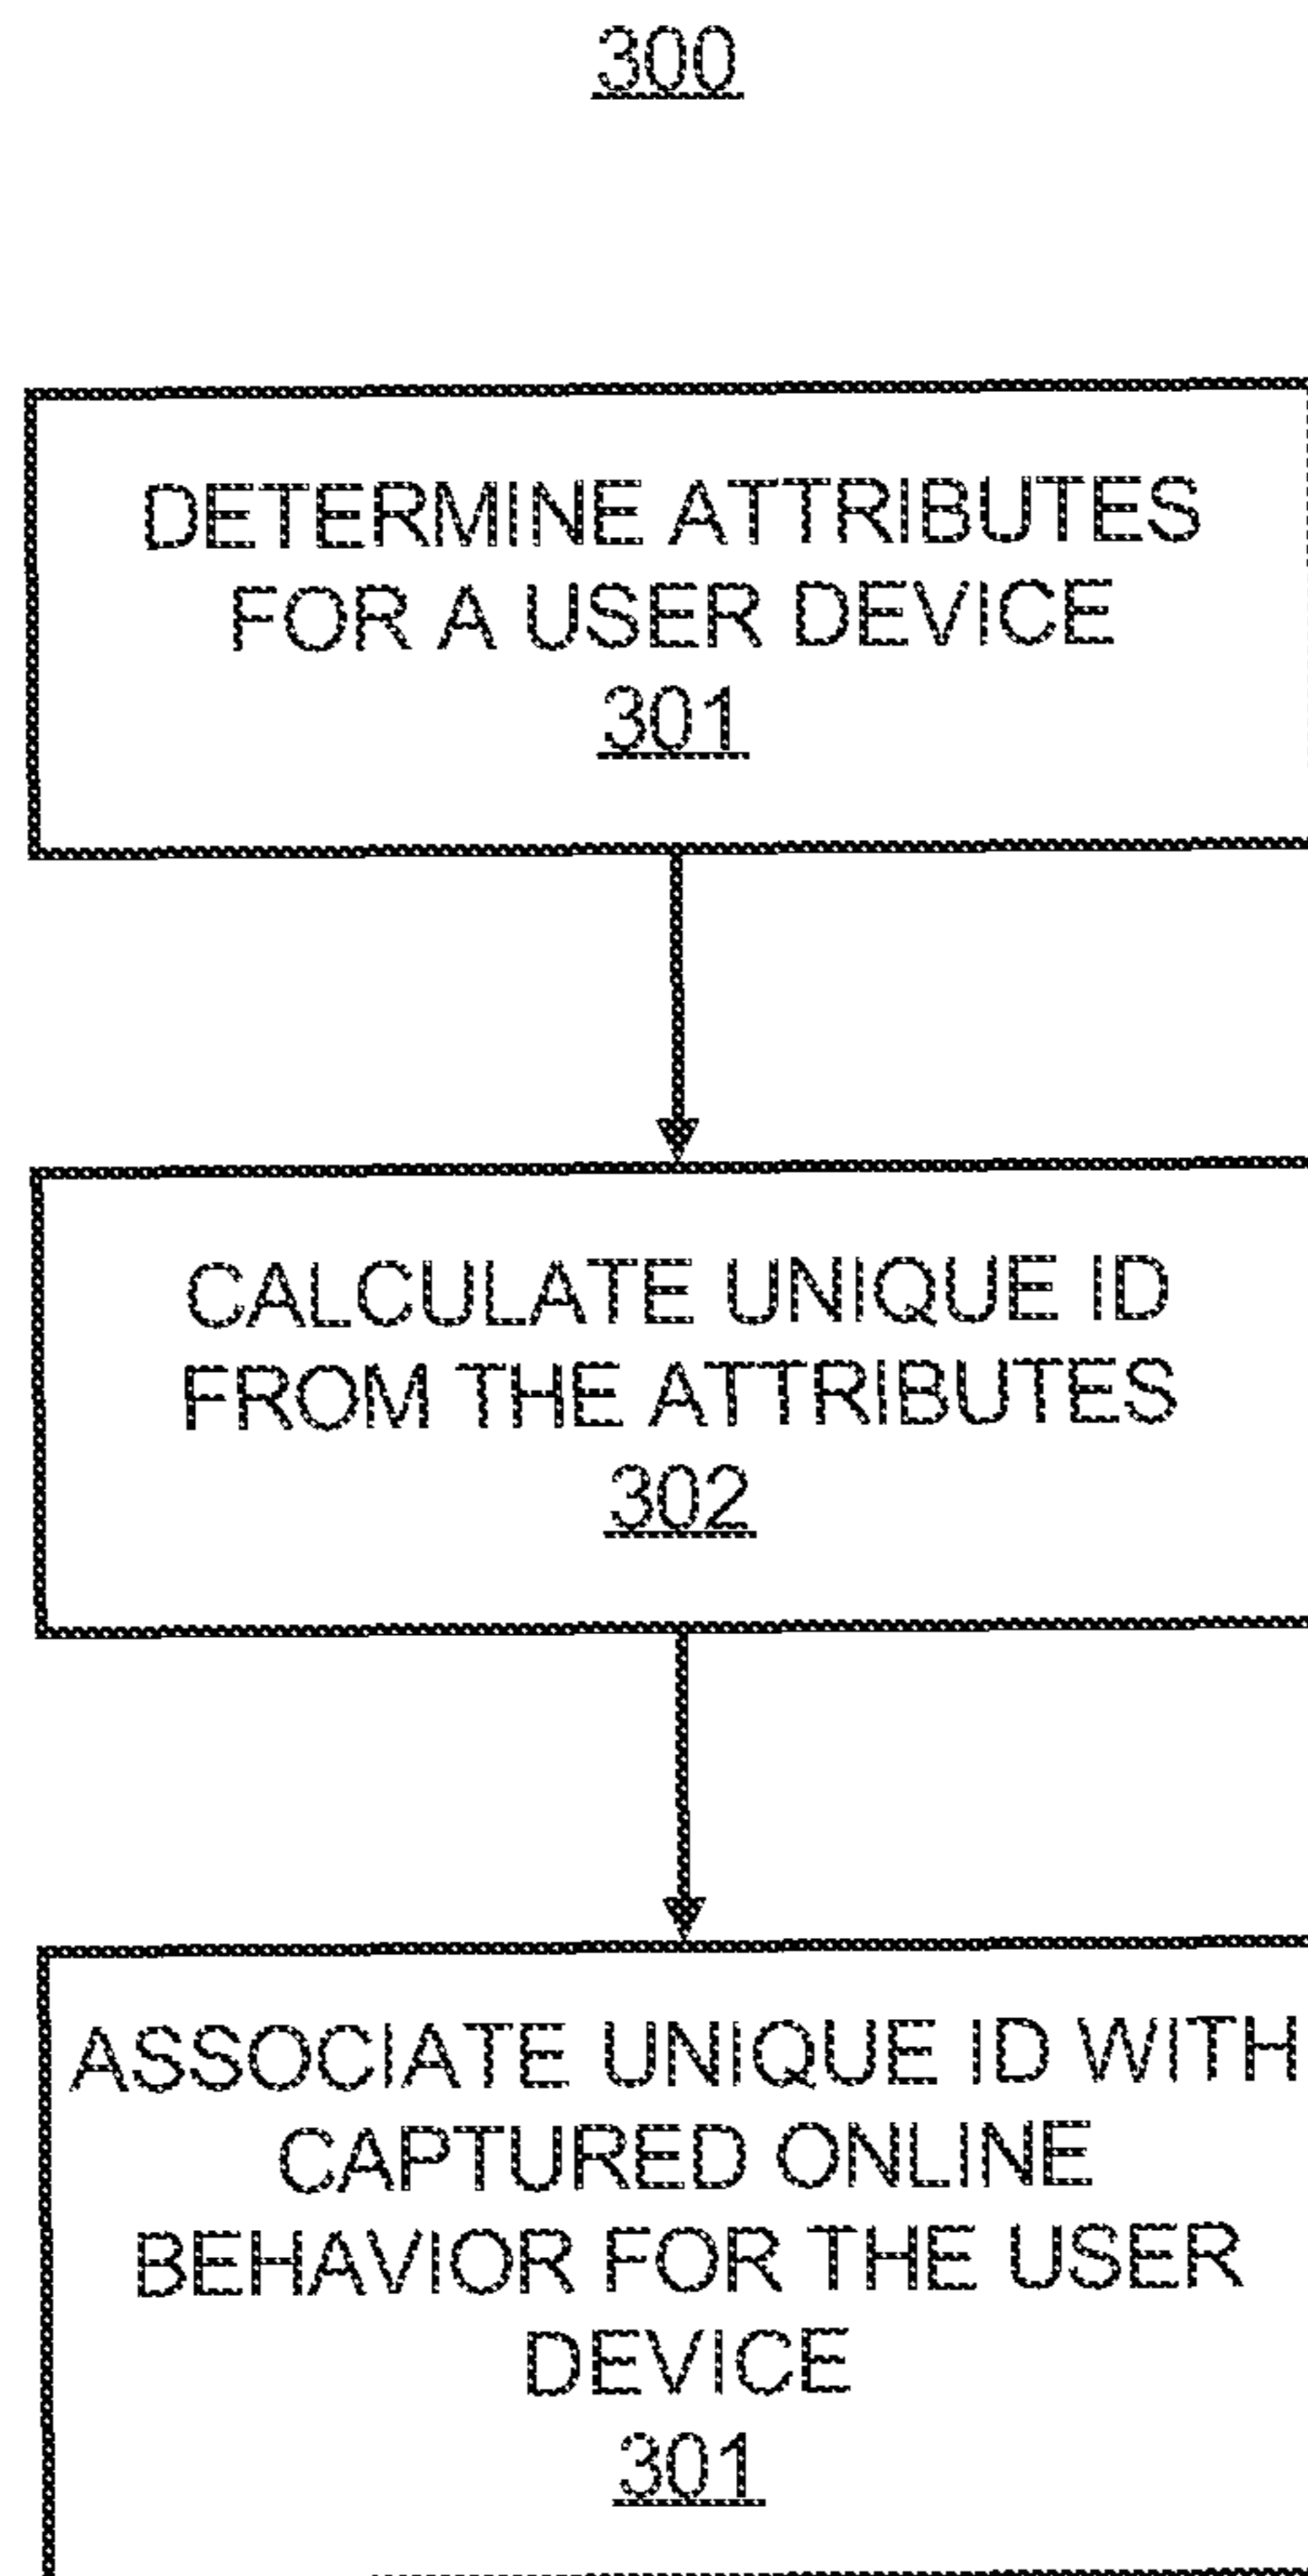 300
DETERMINE ATTRIBUTES
FOR A USER DEVICE
301
CALCULATE UNIQUE ID
FROM THE ATTRIBUTES
302
ASSOCIATE UNIQUE ID WITH
CAPTURED ONLINE
BEHAVIOR FOR THE USER
DEVICE
301